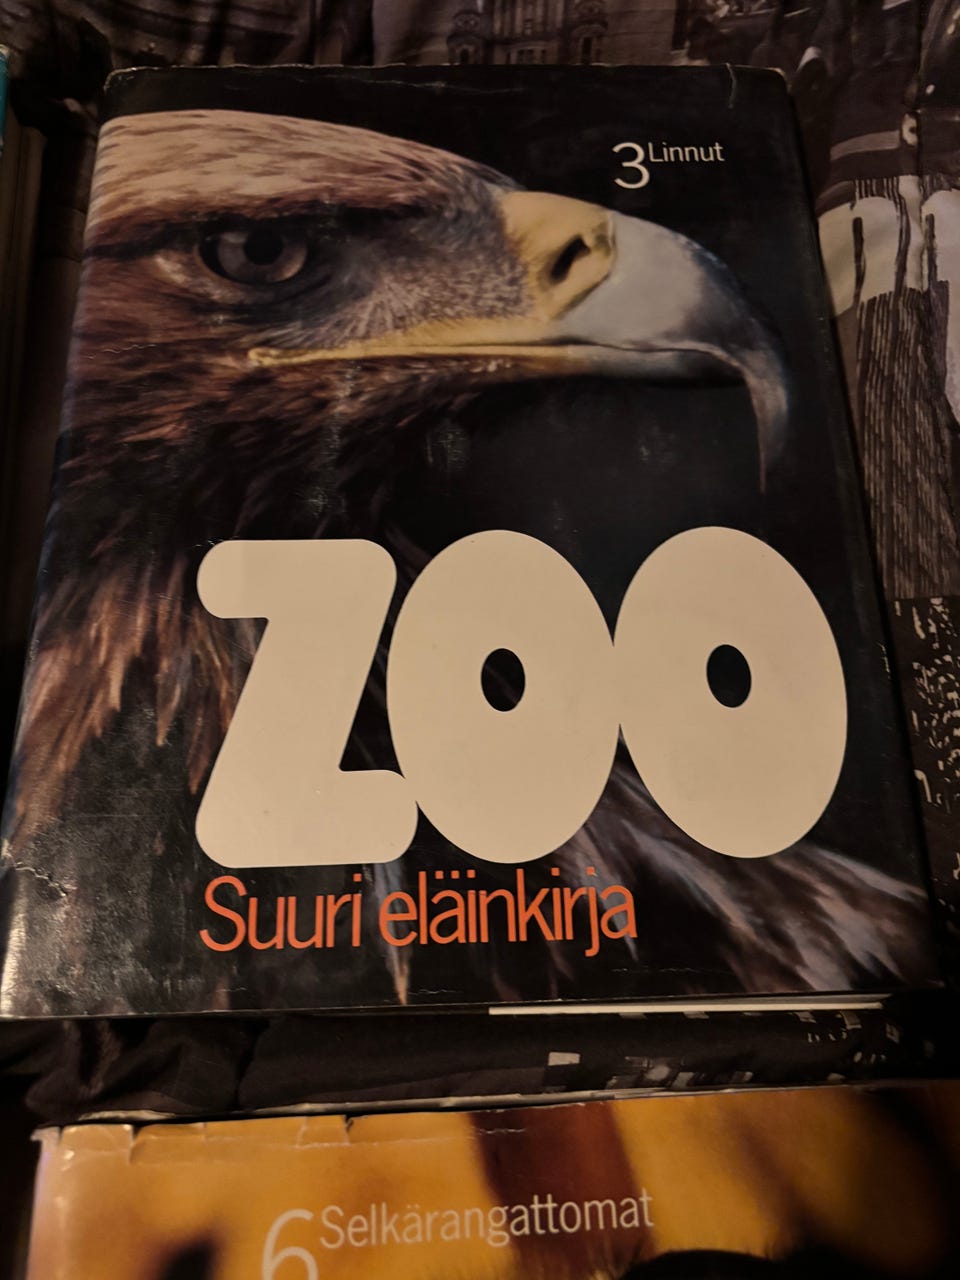 3 Linnut
ZOO
Suuri eläinkirja
6 Selkärangattomat